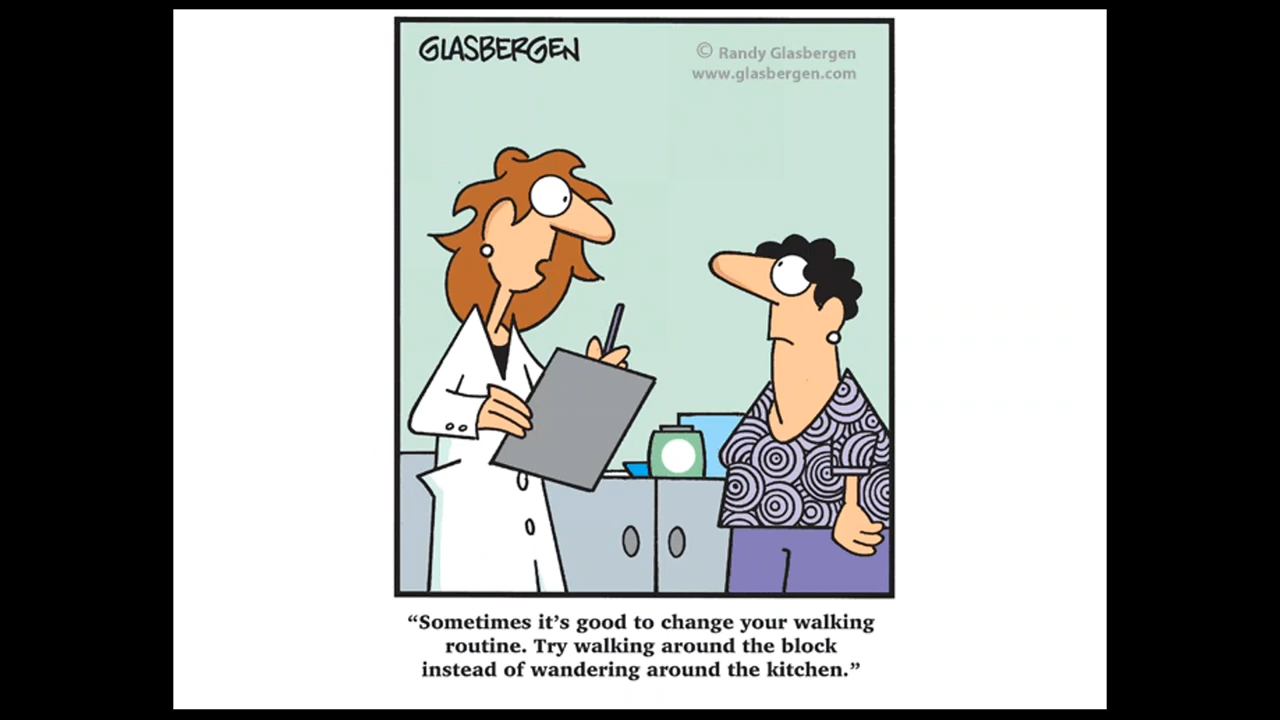 GLASBERGEN
© Randy Glasbergen
www.glasbergen.com
“Sometimes it’s good to change your walking
routine. Try walking around the block
instead of wandering around the kitchen.”